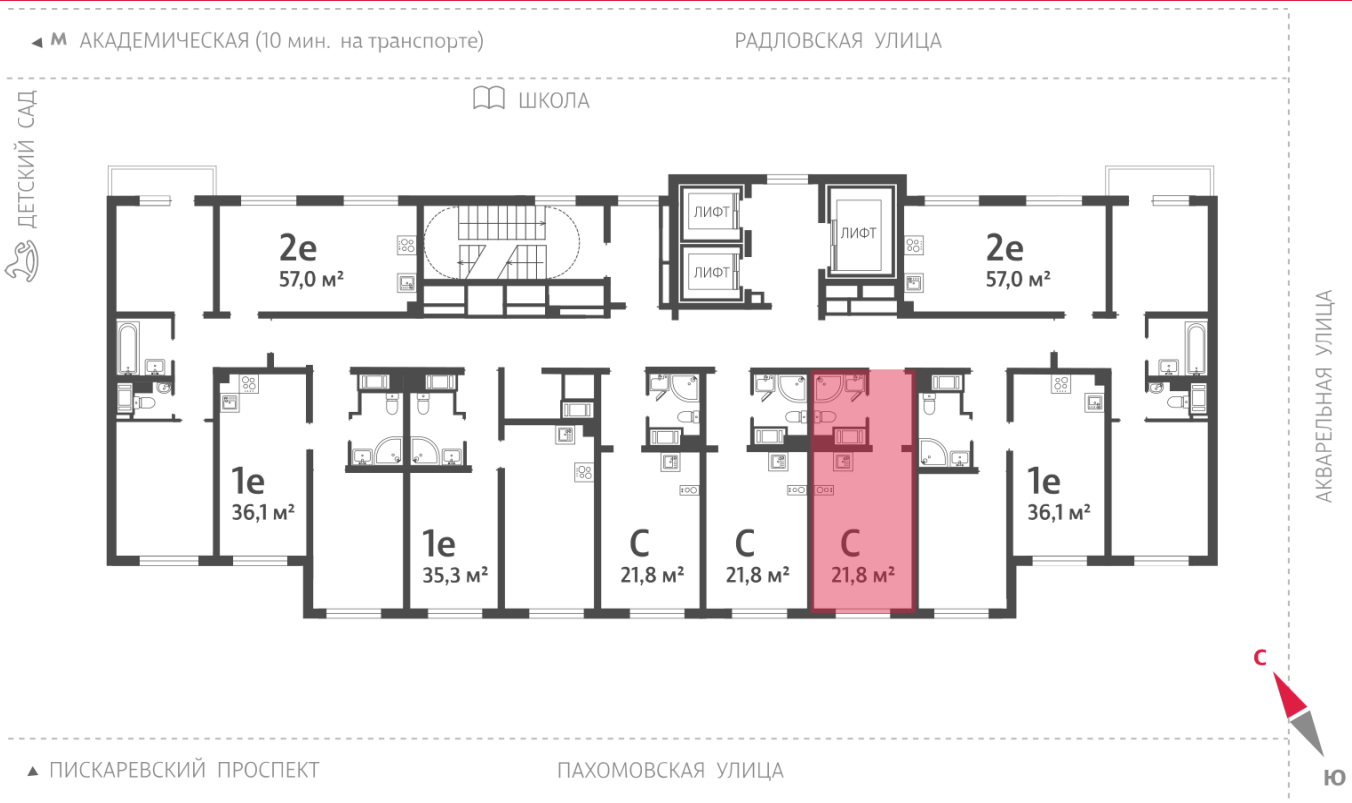 М АКАДЕМИЧЕСКАЯ (10 мин. на транспорте)
РАДЛОВСКАЯ УЛИЦА
ШКОЛА
ДЕТСКИЙ САД
ЛИФТ
ЛИФТ
ЛИФТ
2е
57,0 м²
2е
57,0 м²
АКВАРЕЛЬНАЯ УЛИЦА
1е
36,1 м²
1е
36,1 м²
1е
35,3 м²
С
21,8 м²
С
21,8 м²
С
21,8 м²
С
Ю
ПИСКАРЕВСКИЙ ПРОСПЕКТ
ПАХОМОВСКАЯ УЛИЦА